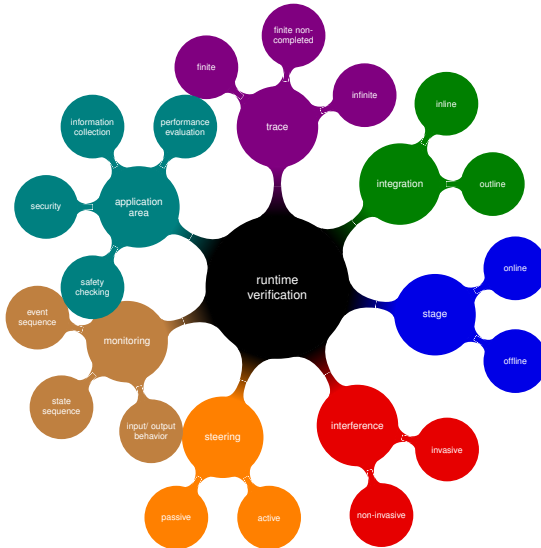 finite non-
completed
finite
infinite
trace
information
collection
performance
evaluation
security
application
area
safety
checking
inline
integration
outline
runtime
verification
online
stage
offline
event
sequence
monitoring
state
sequence
input/ output
behavior
steering
passive
active
interference
invasive
non-invasive